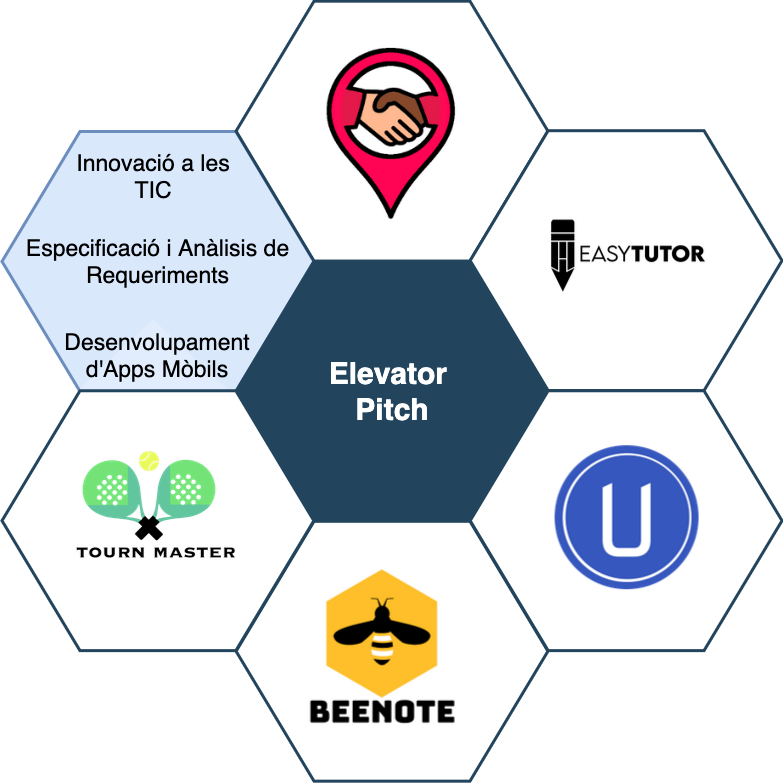 Innovació a les
TIC
Especificació i Anàlisis de
Requeriments
Desenvolupament
d'Apps Mòbils
EASYTUTOR
Elevator
Pitch
TOURN MASTER
U
BEENOTE